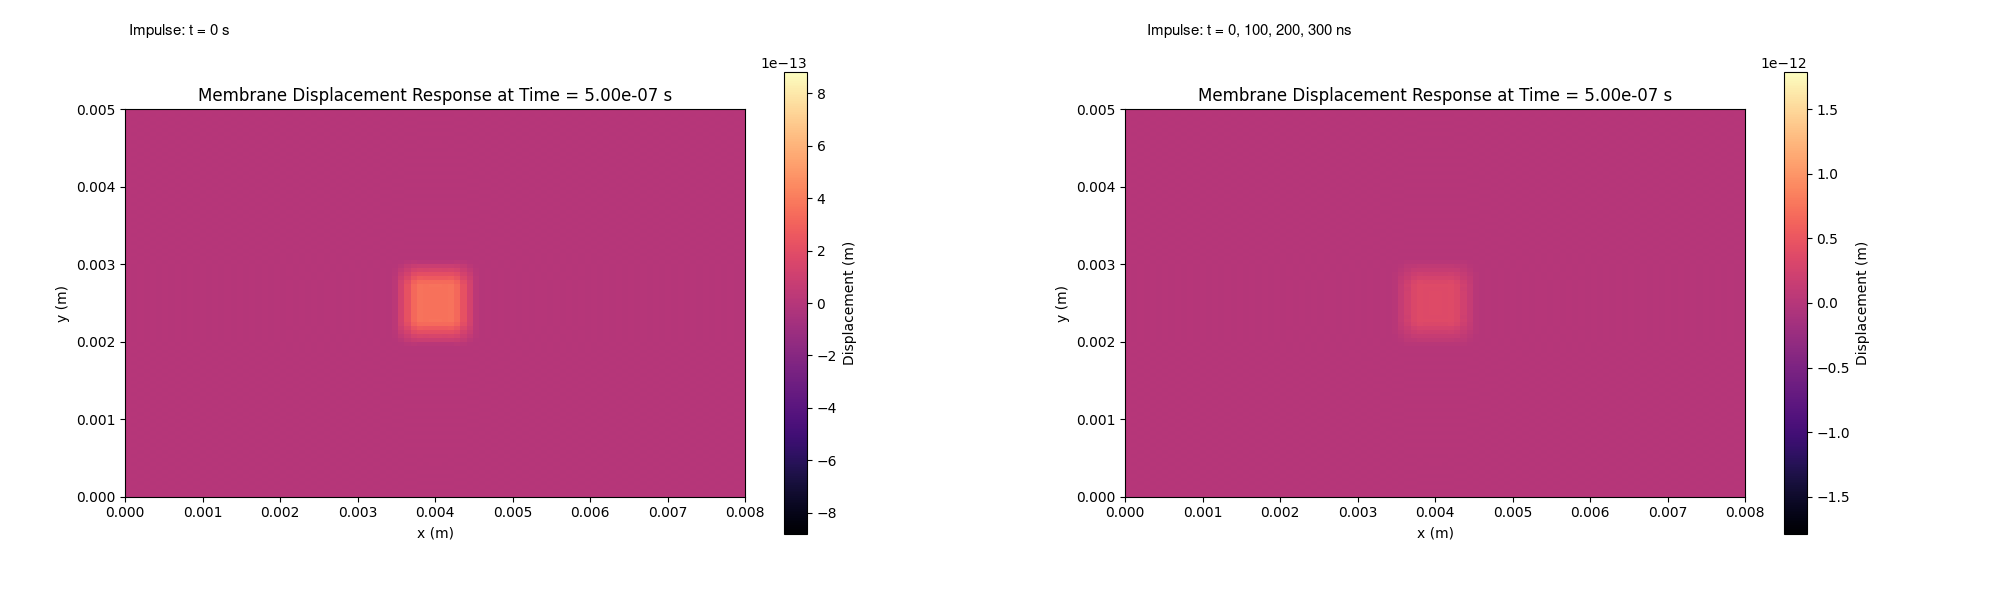 Impulse: t = 0 s
1e−13
Membrane Displacement Response at Time = 5.00e-07 s
0.005
0.004
0.003
0.002
0.001
0.000
y (m)
0.000 0.001 0.002 0.003 0.004 0.005 0.006 0.007 0.008
x (m)
8
6
4
2
0
−2
−4
−6
−8
Displacement (m)
Impulse: t = 0, 100, 200, 300 ns
1e−12
Membrane Displacement Response at Time = 5.00e-07 s
0.005
0.004
0.003
0.002
0.001
0.000
y (m)
0.000 0.001 0.002 0.003 0.004 0.005 0.006 0.007 0.008
x (m)
1.5
1.0
0.5
0.0
−0.5
−1.0
−1.5
Displacement (m)